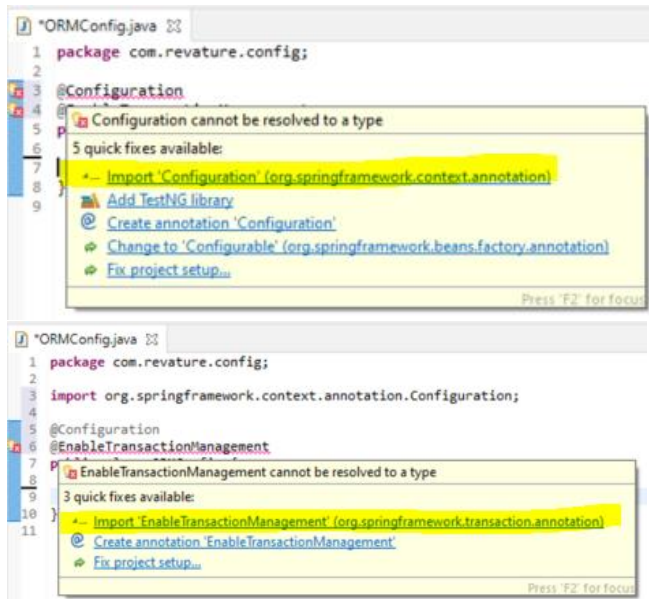 *ORMConfig.java
1 package com.revature.config;
2
3 @Configuration
4
5
Configuration cannot be resolved to a type
6
5 quick fixes available:
7
Import 'Configuration' (org.springframework.context.annotation)
8 }
Add TestNG library
9
Create annotation 'Configuration'
Change to 'Configurable' (org.springframework.beans.factory.annotation)
Fix project setup...
Press 'F2' for focus
*ORMConfig.java
1 package com.revature.config;
2
3 import org.springframework.context.annotation.Configuration;
4
5 @Configuration
6 @EnableTransactionManagement
7
EnableTransactionManagement cannot be resolved to a type
8
3 quick fixes available:
9
Import 'EnableTransactionManagement' (org.springframework.transaction.annotation)
10 }
Create annotation 'EnableTransactionManagement'
11
Fix project setup...
Press 'F2' for focus